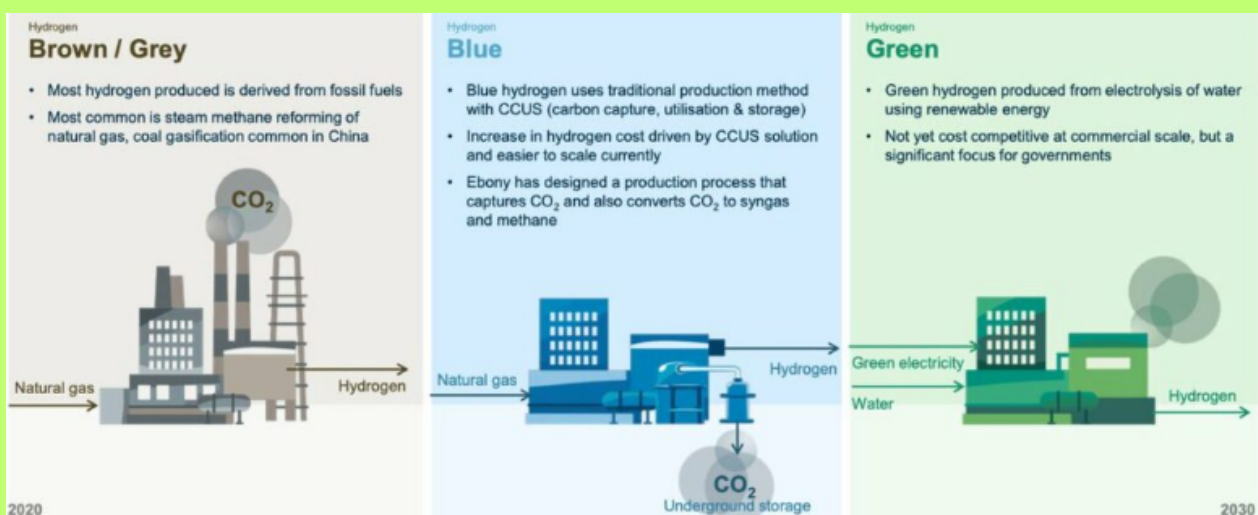 Hydrogen
Brown / Grey
• Most hydrogen produced is derived from fossil fuels
• Most common is steam methane reforming of
natural gas, coal gasification common in China
CO₂
Natural gas
Hydrogen
2020
Hydrogen
Blue
• Blue hydrogen uses traditional production method
with CCUS (carbon capture, utilisation & storage)
• Increase in hydrogen cost driven by CCUS solution
and easier to scale currently
• Ebony has designed a production process that
captures CO₂ and also converts CO₂ to syngas
and methane
Natural gas
Hydrogen
CO₂
Underground storage
Hydrogen
Green
• Green hydrogen produced from electrolysis of water
using renewable energy
• Not yet cost competitive at commercial scale, but a
significant focus for governments
Green electricity
Water
Hydrogen
2030